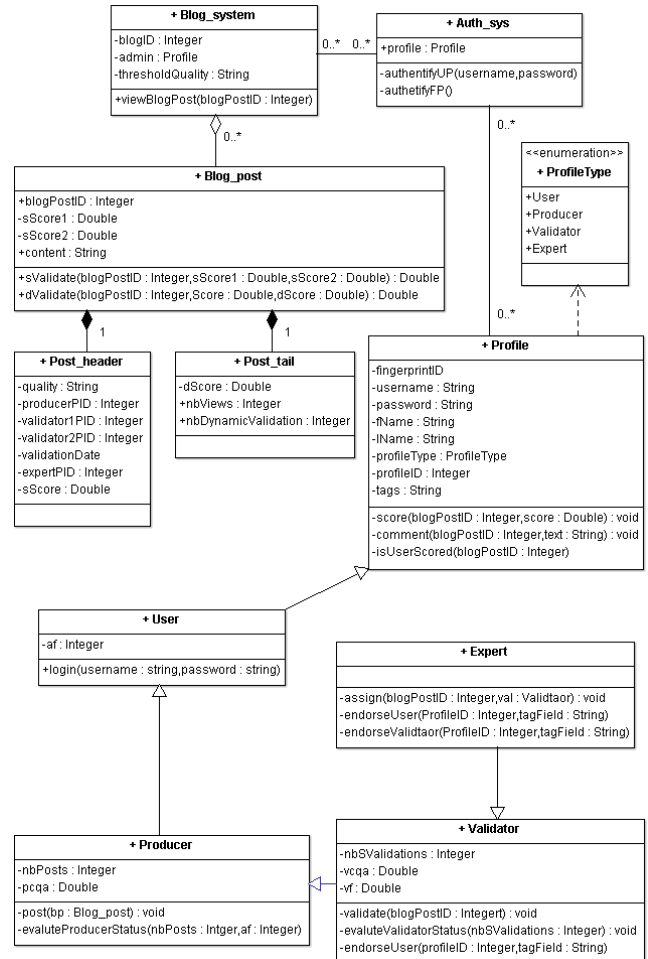 + Blog_system
-blogID : Integer
-admin : Profile
-thresholdQuality : String
+viewBlogPost(blogPostID : Integer)
0..* 0..*
+ Auth_sys
+profile : Profile
-authentifyUP(username,password)
-authetifyFP()
0..*
0..*
<<enumeration>>
+ ProfileType
+User
+Producer
+Validator
+Expert
+ Blog_post
+blogPostID : Integer
-sScore1 : Double
-sScore2 : Double
+content : String
+sValidate(blogPostID : Integer,sScore1 : Double,sScore2 : Double) : Double
+dValidate(blogPostID : Integer,Score : Double,dScore : Double) : Double
1
1
0..*
+ Post_header
-quality : String
-producerPID : Integer
-validator1PID : Integer
-validator2PID : Integer
-validationDate
-expertPID : Integer
-sScore : Double
+ Post_tail
-dScore : Double
+nbViews : Integer
+nbDynamicValidation : Integer
+ Profile
-fingerprintID
-username : String
-password : String
-fName : String
-lName : String
-profileType : ProfileType
-profileID : Integer
-tags : String
-score(blogPostID : Integer,score : Double) : void
-comment(blogPostID : Integer,text : String) : void
-isUserScored(blogPostID : Integer)
+ User
-af : Integer
+login(username : string,password : string)
+ Expert
-assign(blogPostID : Integer,val : Validtaor) : void
-endorseUser(ProfileID : Integer,tagField : String)
-endorseValidtaor(ProfileID : Integer,tagField : String)
+ Producer
-nbPosts : Integer
-pcqa : Double
-post(bp : Blog_post) : void
-evaluteProducerStatus(nbPosts : Intger,af : Integer)
+ Validator
-nbSValidations : Integer
-vcqa : Double
-vf : Double
-validate(blogPostID : Integert) : void
-evaluteValidatorStatus(nbSValidations : Integer) : void
-endorseUser(profileID : Integer,tagField : String)